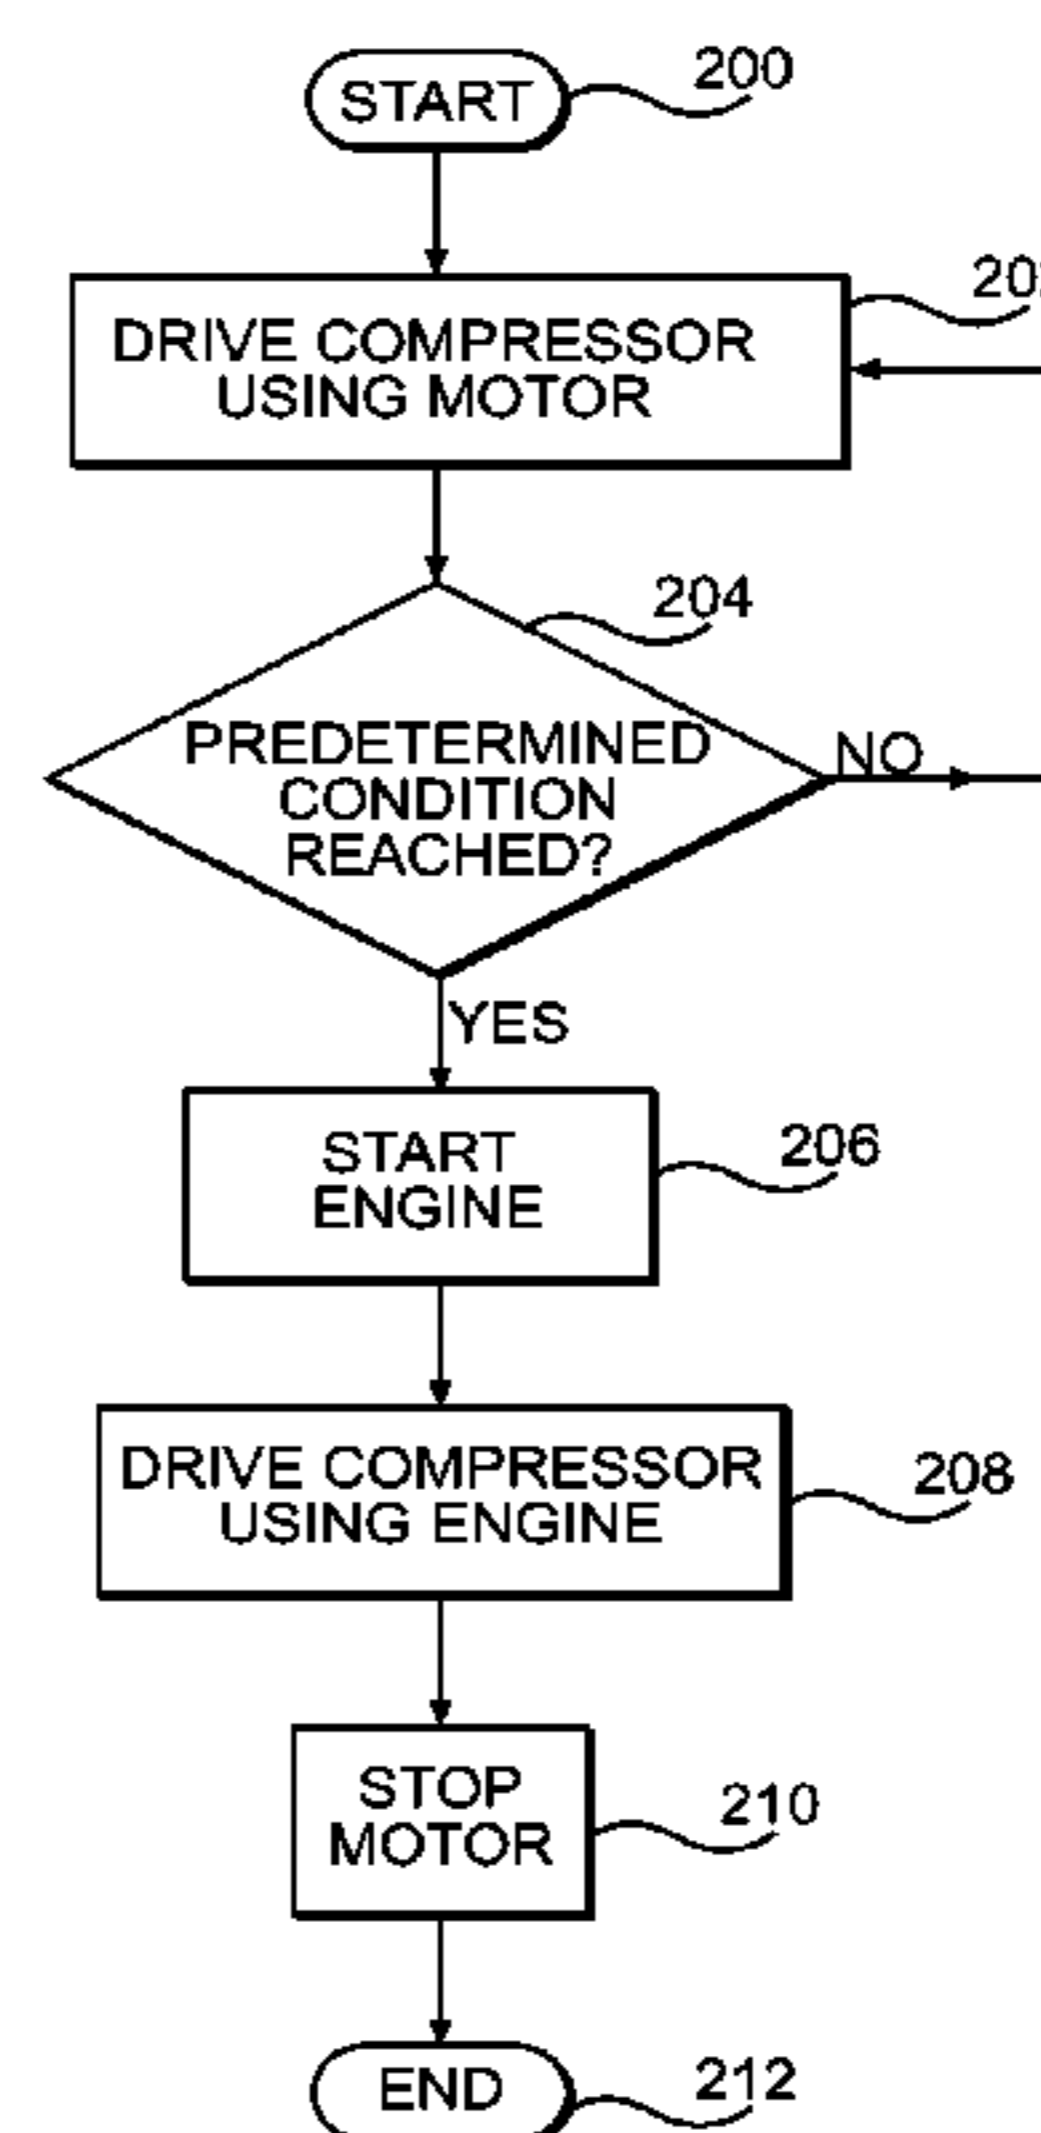 START
200
DRIVE COMPRESSOR
USING MOTOR
204
PREDETERMINED
CONDITION
REACHED?
NO
YES
START
ENGINE
206
DRIVE COMPRESSOR
USING ENGINE
208
STOP
MOTOR
210
END
212